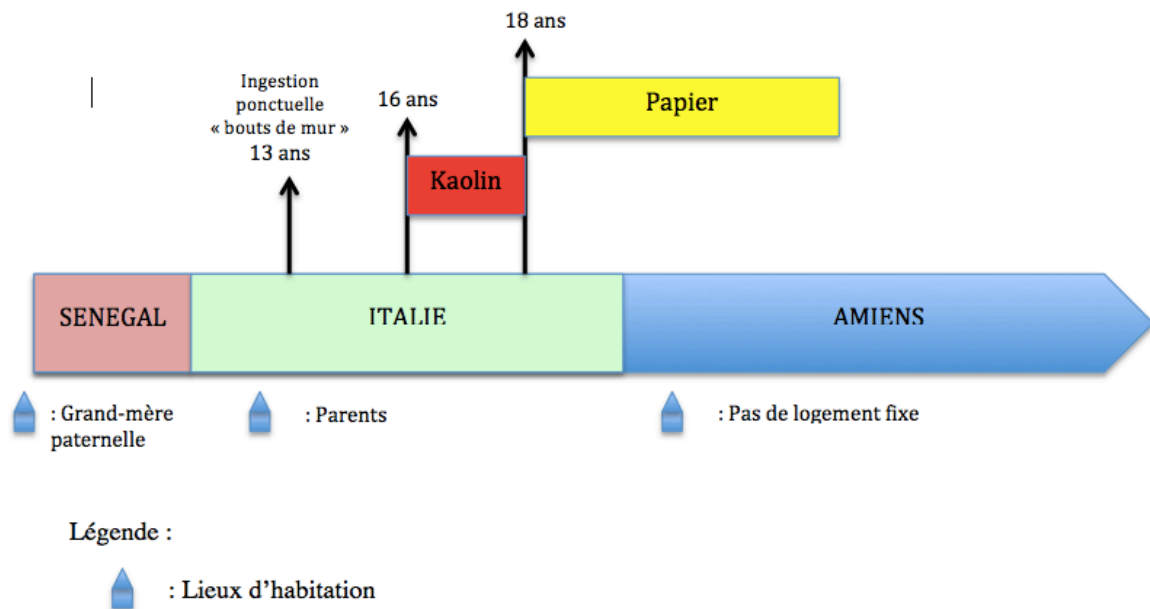 18 ans
Ingestion
ponctuelle
« bouts de mur »
13 ans
16 ans
Papier
Kaolin
SENEGAL
ITALIE
AMIENS
: Grand-mère
paternelle
: Parents
: Pas de logement fixe
Légende :
: Lieux d'habitation